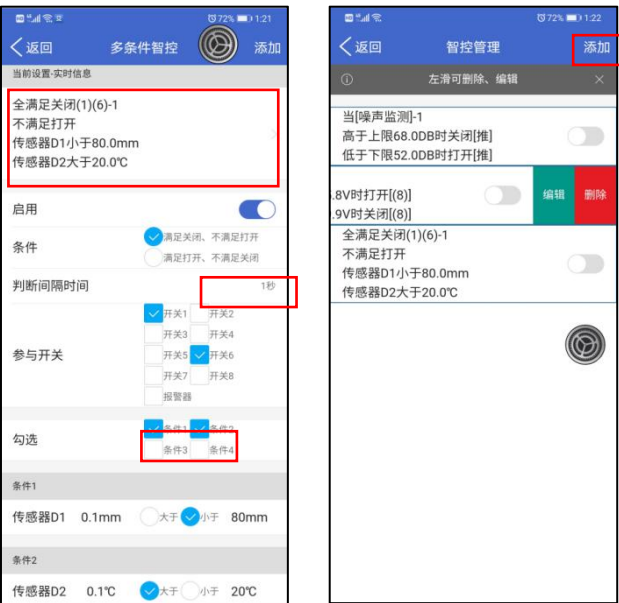 72% 1:21
返回 多条件智控 添加
当前设置-实时信息
全满足关闭(1)(6)-1
不满足打开
传感器D1小于80.0mm
传感器D2大于20.0℃
启用
条件
满足关闭、不满足打开
满足打开、不满足关闭
判断间隔时间 1秒
参与开关
开关1 开关2
开关3 开关4
开关5 开关6
开关7 开关8
报警器
勾选
条件1 条件2
条件3 条件4
条件1
传感器D1 0.1mm 大于 小于 80mm
条件2
传感器D2 0.1℃ 大于 小于 20℃
72% 1:22
返回 智控管理 添加
左滑可删除、编辑
当[噪声监测]-1
高于上限68.0DB时关闭[推]
低于下限52.0DB时打开[推]
.8V时打开[(8)]
.9V时关闭[(8)]
编辑 删除
全满足关闭(1)(6)-1
不满足打开
传感器D1小于80.0mm
传感器D2大于20.0℃